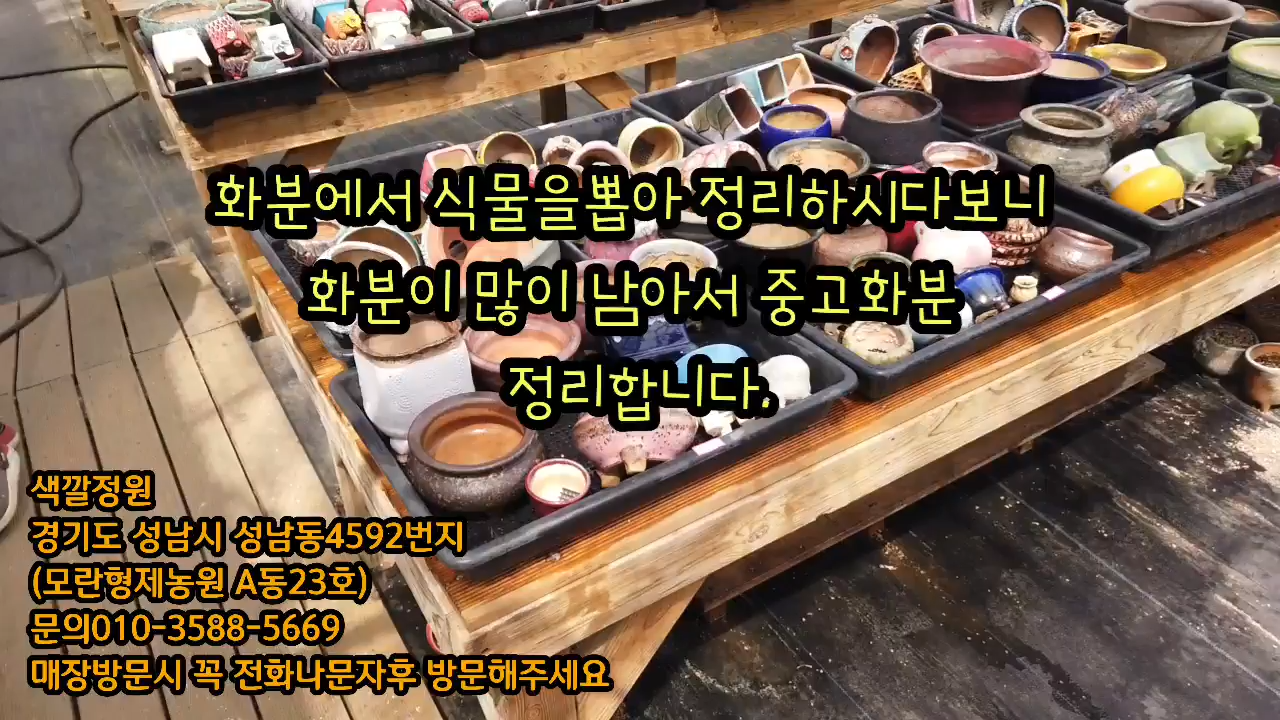 화분에서 식물을뽑아 정리하시다보니
화분이 많이 남아서 중고화분
정리합니다.
색깔정원
경기도 성남시 성남동4592번지
(모란형제농원 A동23호)
문의010-3588-5669
매장방문시 꼭 전화나문자후 방문해주세요